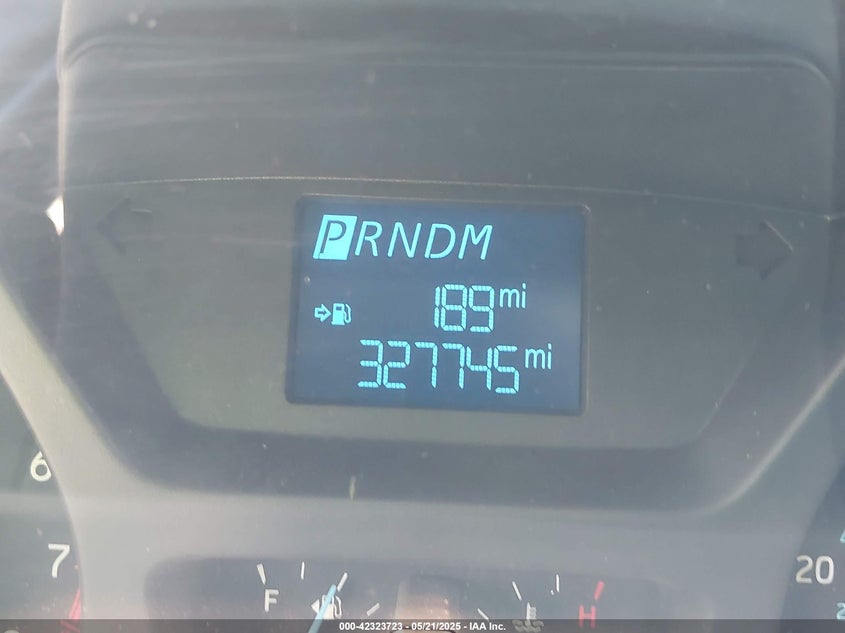 PRNDM
189 mi
327745 mi
6
7
20
F
H
000-42323723 - 05/21/2025 - IAA Inc.